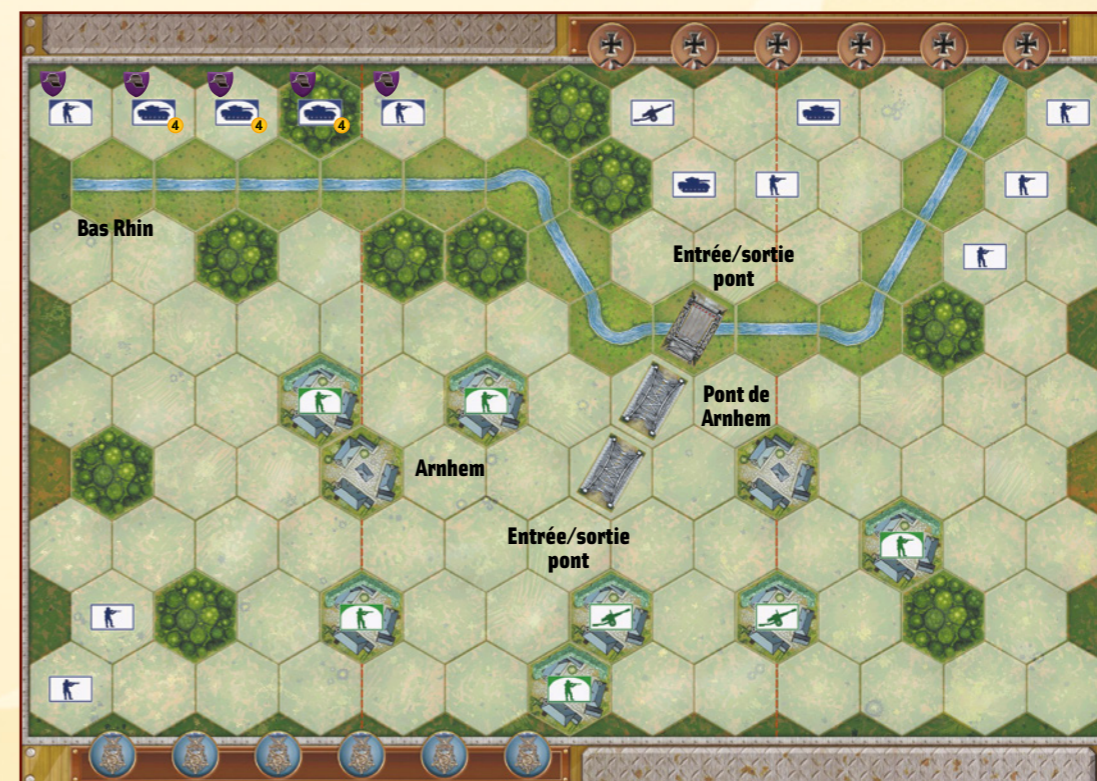 4
4
4
Bas Rhin
Entrée/sortie
pont
Pont de
Arnhem
Arnhem
Entrée/sortie
pont